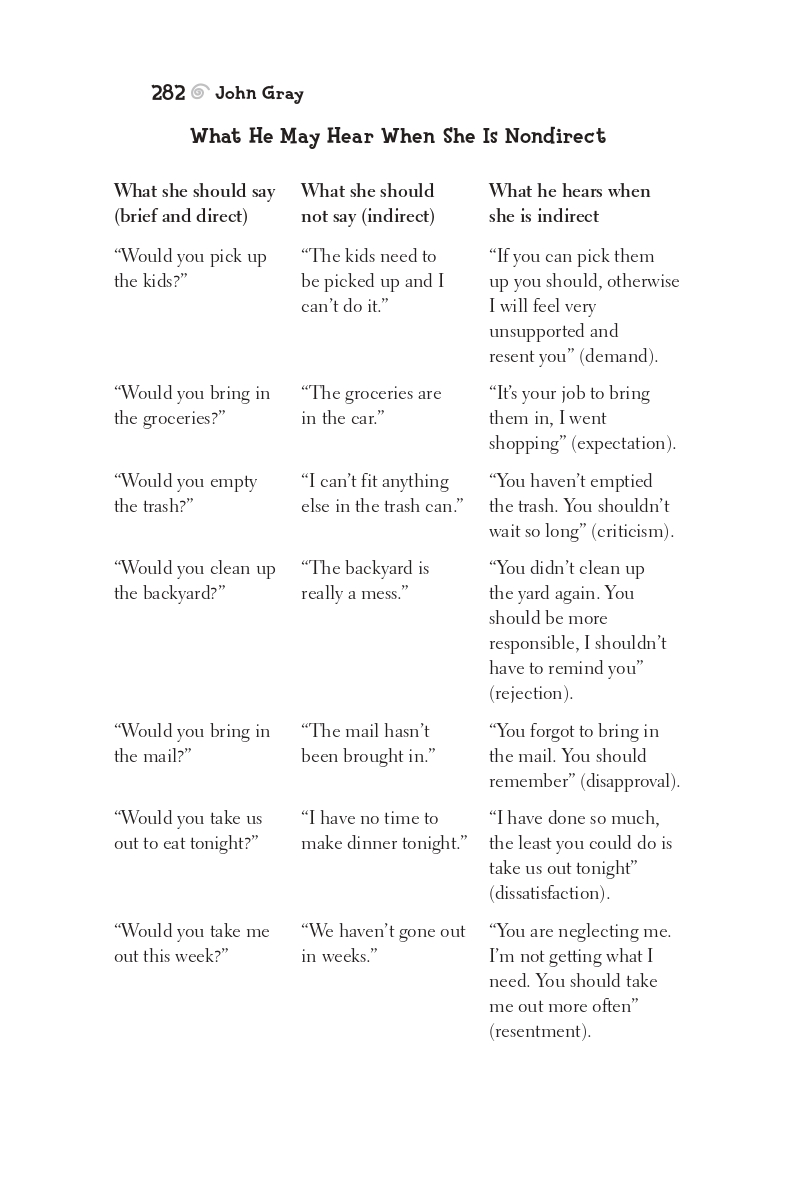 282 John Gray
What He May Hear When She Is Nondirect
What she should say
(brief and direct)
What she should
not say (indirect)
What he hears when
she is indirect
“Would you pick up
the kids?”
“The kids need to
be picked up and I
can’t do it.”
“If you can pick them
up you should, otherwise
I will feel very
unsupported and
resent you” (demand).
“Would you bring in
the groceries?”
“The groceries are
in the car.”
“It’s your job to bring
them in, I went
shopping” (expectation).
“Would you empty
the trash?”
“I can’t fit anything
else in the trash can.”
“You haven’t emptied
the trash. You shouldn’t
wait so long” (criticism).
“Would you clean up
the backyard?”
“The backyard is
really a mess.”
“You didn’t clean up
the yard again. You
should be more
responsible, I shouldn’t
have to remind you”
(rejection).
“Would you bring in
the mail?”
“The mail hasn’t
been brought in.”
“You forgot to bring in
the mail. You should
remember” (disapproval).
“Would you take us
out to eat tonight?”
“I have no time to
make dinner tonight.”
“I have done so much,
the least you could do is
take us out tonight”
(dissatisfaction).
“Would you take me
out this week?”
“We haven’t gone out
in weeks.”
“You are neglecting me.
I’m not getting what I
need. You should take
me out more often”
(resentment).